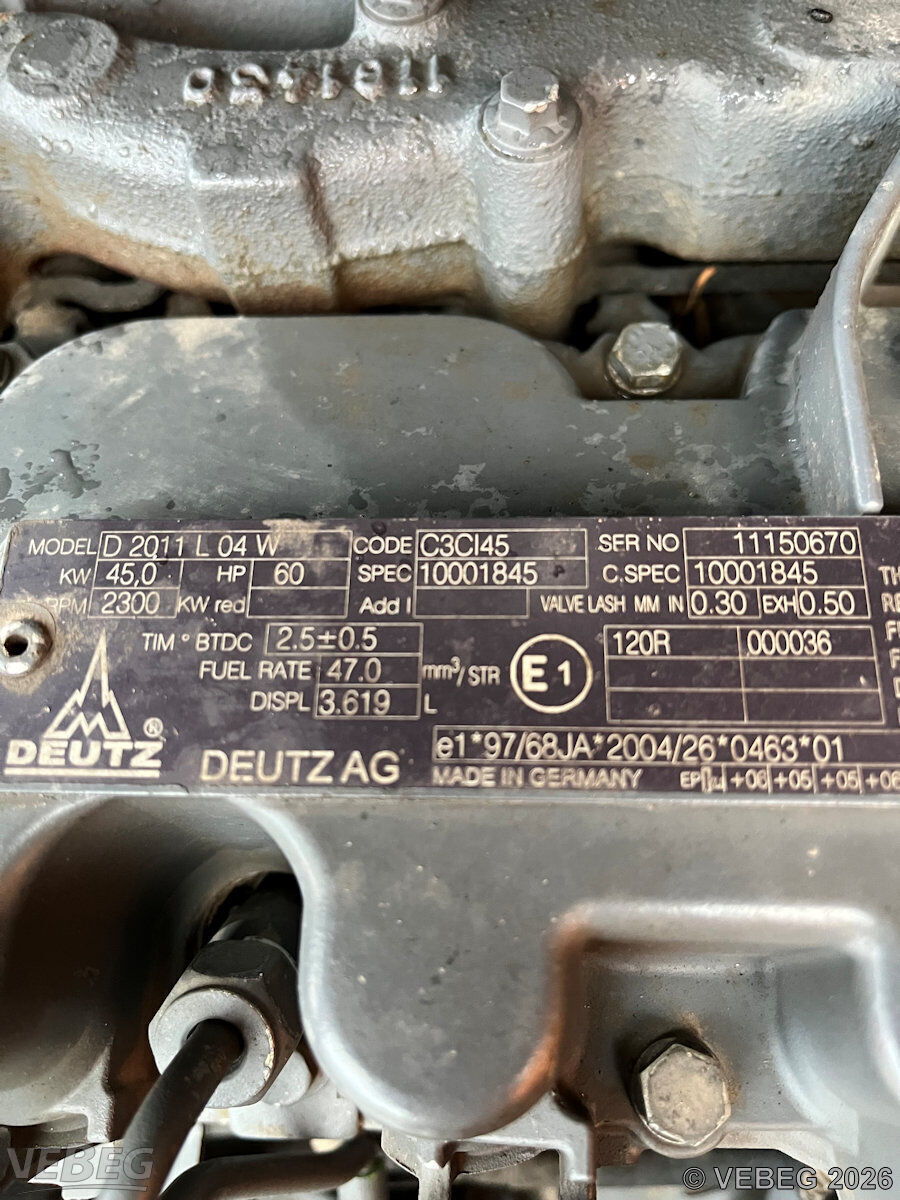 MODEL D 2011 L 04 W CODE C3CI45 SER NO 11150670
KW 45,0 HP 60 SPEC 10001845 C.SPEC 10001845
RPM 2300 KW red Add I VALVE LASH MM IN 0.30 EXH 0.50
TIM ° BTDC 2.5±0.5 120R 000036
FUEL RATE 47.0 mm³/STR E1
DISPL 3.619 L
DEUTZ ® DEUTZ AG e1*97/68JA*2004/26*0463*01
MADE IN GERMANY EP +06 +05 +05 +06
VEBEG
© VEBEG 2026